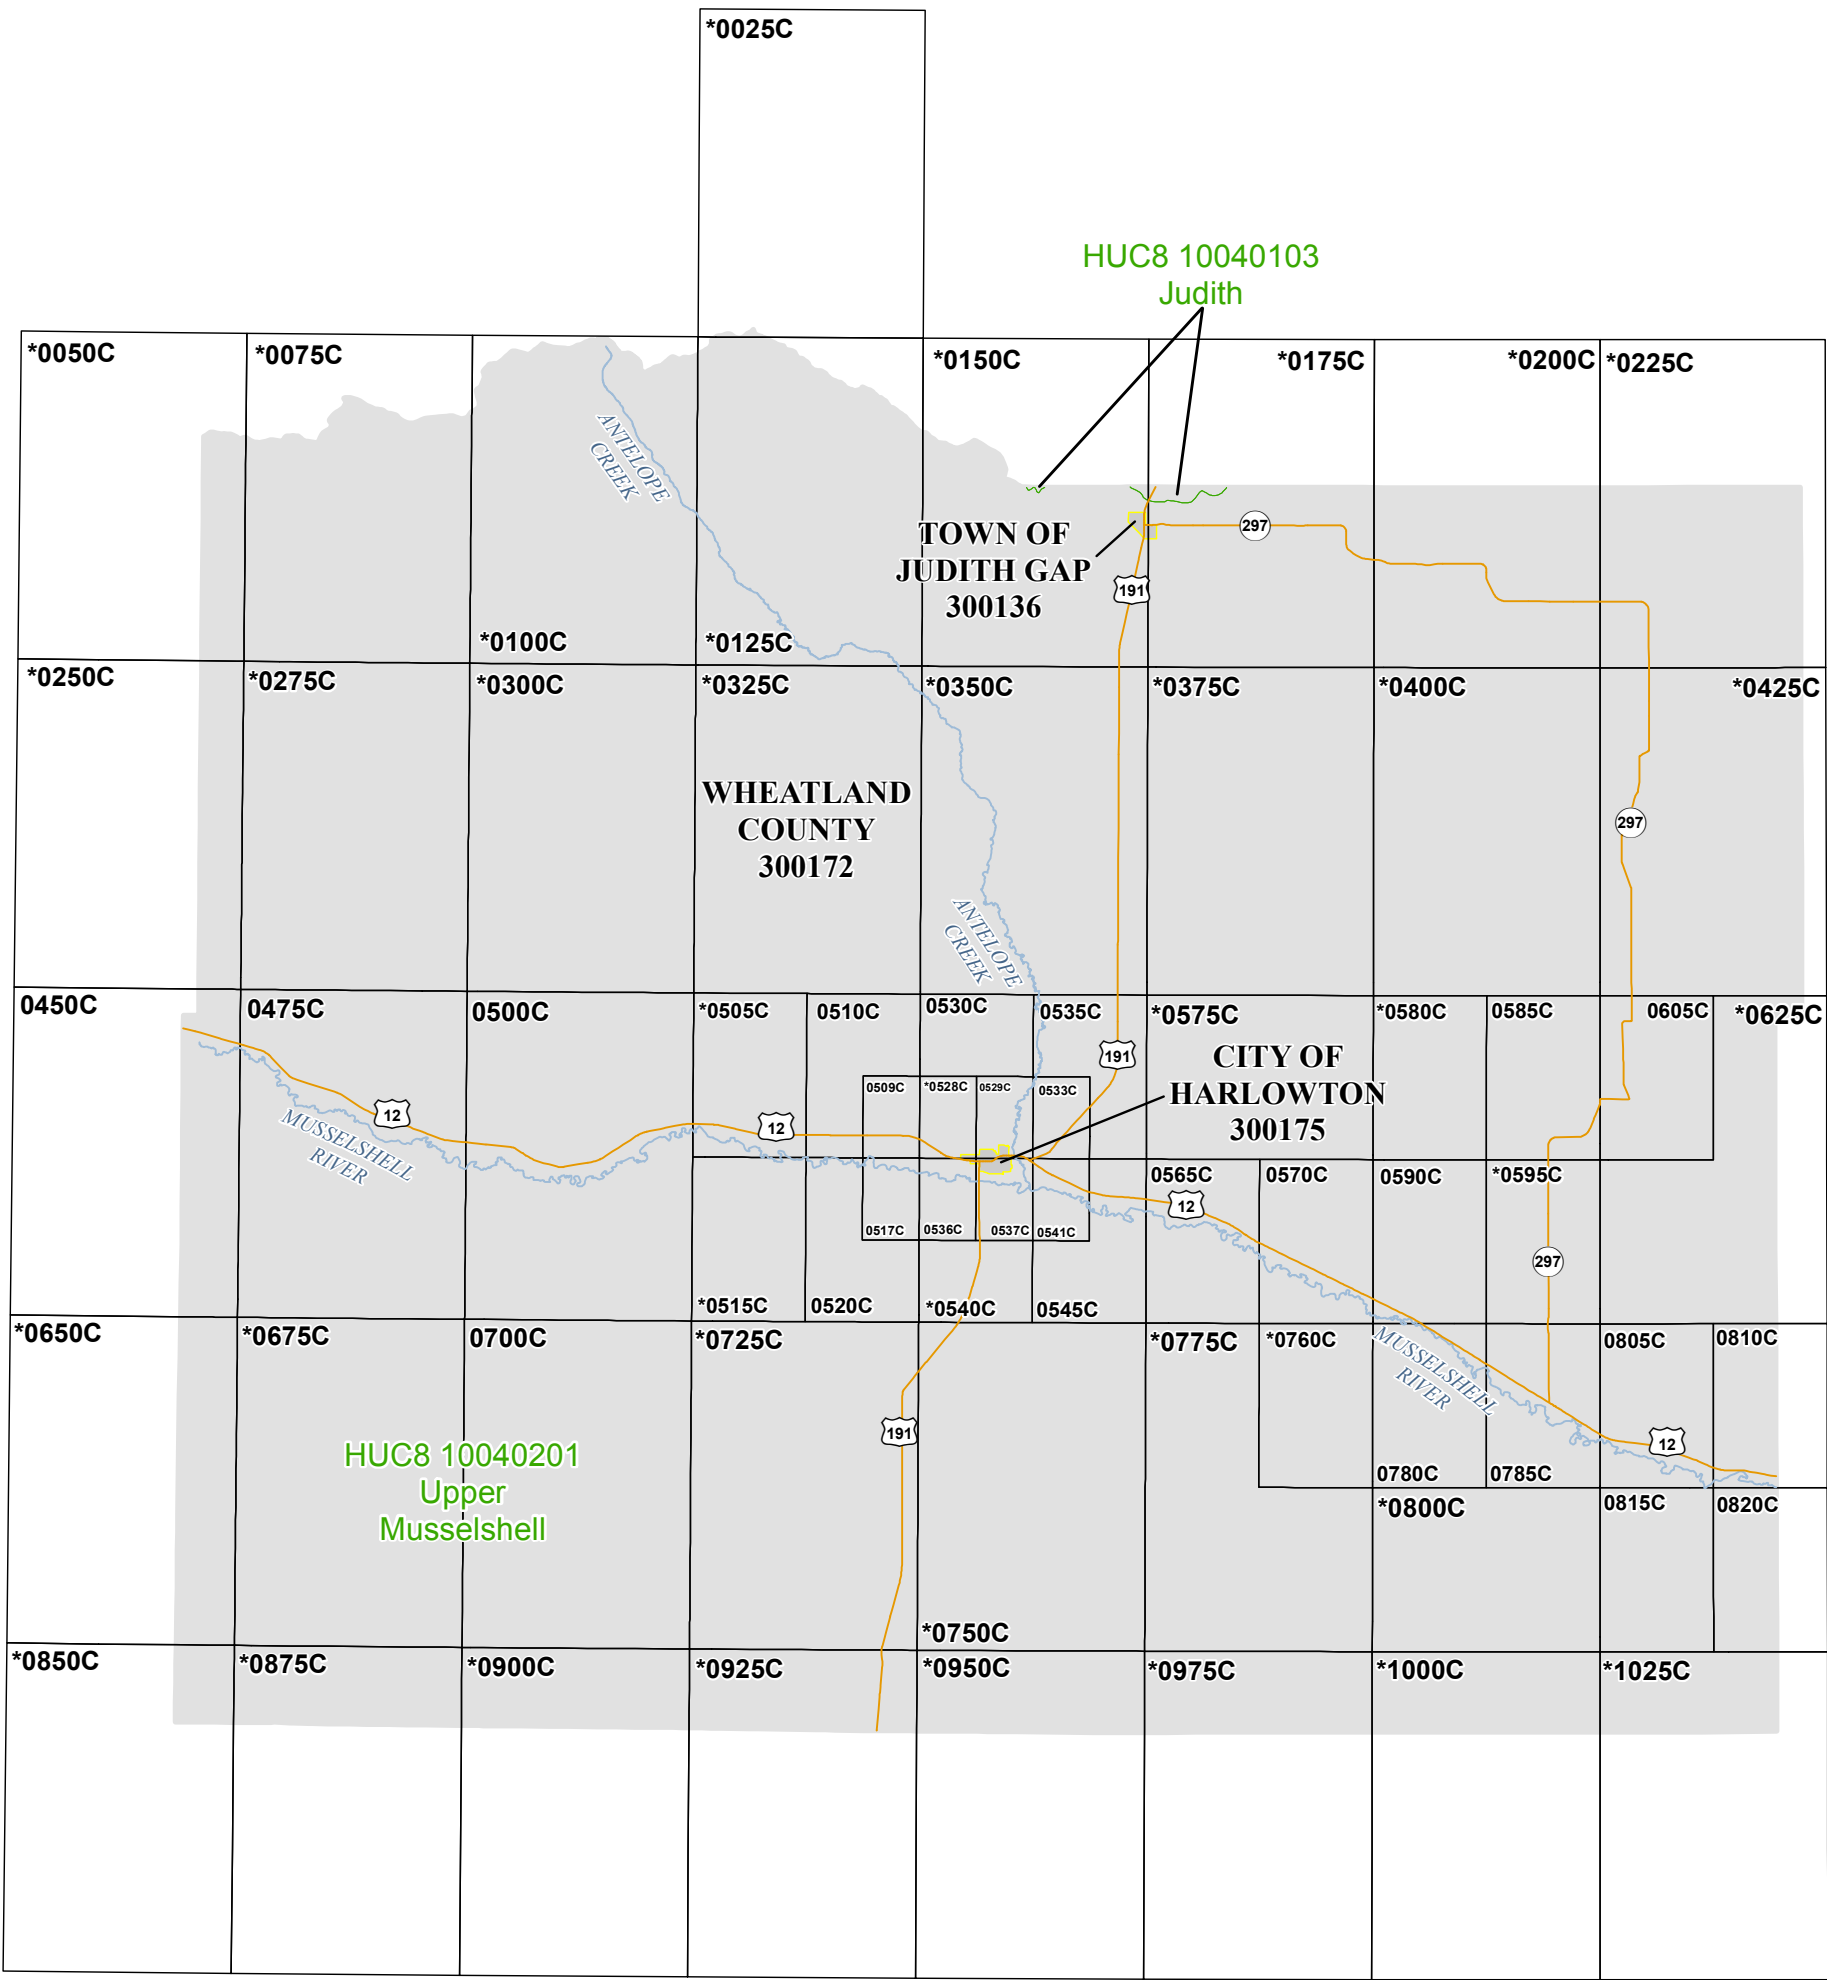 *0025C
HUC8 10040103
Judith
*0050C
*0075C
*0150C
*0175C
*0200C
*0225C
ANTELOPE
CREEK
TOWN OF
JUDITH GAP
300136
297
191
*0100C
*0125C
*0250C
*0275C
*0300C
*0325C
*0350C
*0375C
*0400C
*0425C
WHEATLAND
COUNTY
300172
297
ANTELOPE
CREEK
0450C
0475C
0500C
*0505C
0510C
0530C
0535C
*0575C
*0580C
0585C
0605C
*0625C
191
CITY OF
HARLOWTON
300175
0509C
*0528C
0529C
0533C
12
12
MUSSELSHELL
RIVER
0565C
0570C
0590C
*0595C
12
0517C
0536C
0537C
0541C
297
*0515C
0520C
*0540C
0545C
*0650C
*0675C
0700C
*0725C
*0775C
*0760C
0805C
0810C
MUSSELSHELL
RIVER
191
12
HUC8 10040201
Upper
Musselshell
0780C
0785C
*0800C
0815C
0820C
*0750C
*0850C
*0875C
*0900C
*0925C
*0950C
*0975C
*1000C
*1025C